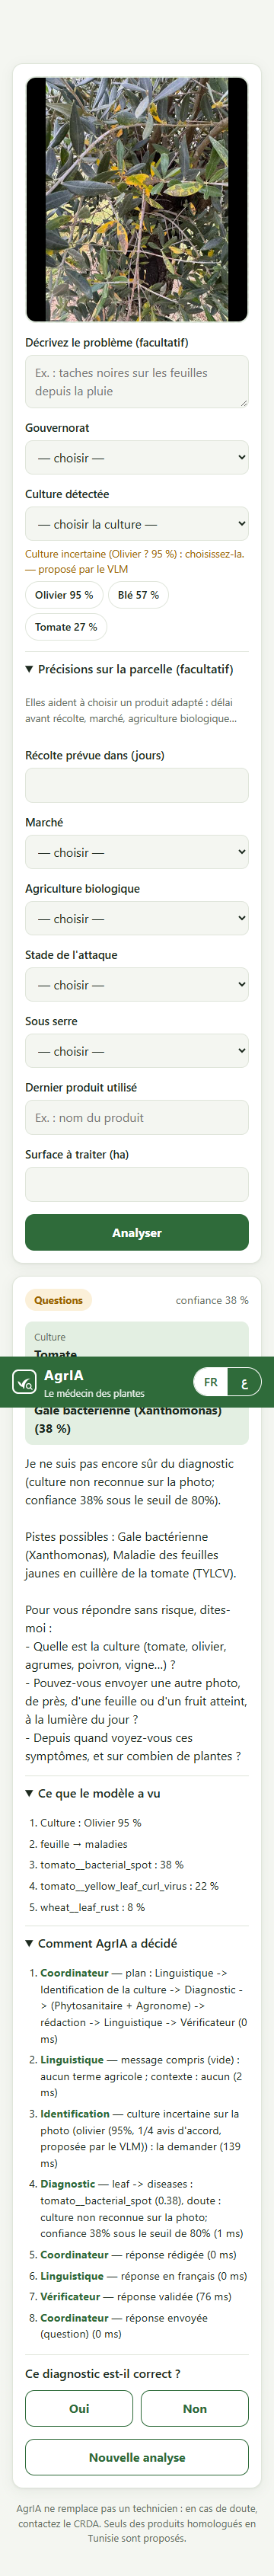 Décrivez le problème (facultatif)
Ex. : taches noires sur les feuilles
depuis la pluie
Gouvernorat
— choisir —
Culture détectée
— choisir la culture —
Culture incertaine (Olivier ? 95 %) : choisissez-la.
— proposé par le VLM
Olivier 95 %
Blé 57 %
Tomate 27 %
Précisions sur la parcelle (facultatif)
Elles aident à choisir un produit adapté : délai
avant récolte, marché, agriculture biologique…
Récolte prévue dans (jours)
Marché
— choisir —
Agriculture biologique
— choisir —
Stade de l'attaque
— choisir —
Sous serre
— choisir —
Dernier produit utilisé
Ex. : nom du produit
Surface à traiter (ha)
Analyser
Questions
confiance 38 %
Culture
Tomate
AgrIA
Le médecin des plantes
FR
ع
Gale bactérienne (Xanthomonas)
(38 %)
Je ne suis pas encore sûr du diagnostic
(culture non reconnue sur la photo;
confiance 38% sous le seuil de 80%).
Pistes possibles : Gale bactérienne
(Xanthomonas), Maladie des feuilles
jaunes en cuillère de la tomate (TYLCV).
Pour vous répondre sans risque, dites-
moi :
- Quelle est la culture (tomate, olivier,
agrumes, poivron, vigne…) ?
- Pouvez-vous envoyer une autre photo,
de près, d'une feuille ou d'un fruit atteint,
à la lumière du jour ?
- Depuis quand voyez-vous ces
symptômes, et sur combien de plantes ?
Ce que le modèle a vu
1. Culture : Olivier 95 %
2. feuille → maladies
3. tomato__bacterial_spot : 38 %
4. tomato__yellow_leaf_curl_virus : 22 %
5. wheat__leaf_rust : 8 %
Comment AgrIA a décidé
1. Coordinateur — plan : Linguistique ->
Identification de la culture -> Diagnostic -
> (Phytosanitaire + Agronome) ->
rédaction -> Linguistique -> Vérificateur (0
ms)
2. Linguistique — message compris (vide) :
aucun terme agricole ; contexte : aucun (2
ms)
3. Identification — culture incertaine sur la
photo (olivier (95%, 1/4 avis d'accord,
proposée par le VLM)) : la demander (139
ms)
4. Diagnostic — leaf -> diseases :
tomato__bacterial_spot (0.38), doute :
culture non reconnue sur la photo;
confiance 38% sous le seuil de 80% (1 ms)
5. Coordinateur — réponse rédigée (0 ms)
6. Linguistique — réponse en français (0 ms)
7. Vérificateur — réponse validée (76 ms)
8. Coordinateur — réponse envoyée
(question) (0 ms)
Ce diagnostic est-il correct ?
Oui
Non
Nouvelle analyse
AgrIA ne remplace pas un technicien : en cas de doute,
contactez le CRDA. Seuls des produits homologués en
Tunisie sont proposés.